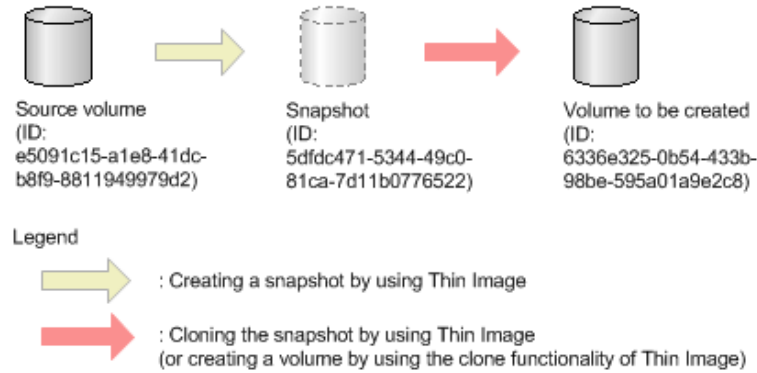 Source volume
(ID:
e5091c15-a1e8-41dc-
b8f9-8811949979d2)
Snapshot
(ID:
5dfdc471-5344-49c0-
81ca-7d11b0776522)
Volume to be created
(ID:
6336e325-0b54-433b-
98be-595a01a9e2c8)
Legend
: Creating a snapshot by using Thin Image
: Cloning the snapshot by using Thin Image
(or creating a volume by using the clone functionality of Thin Image)